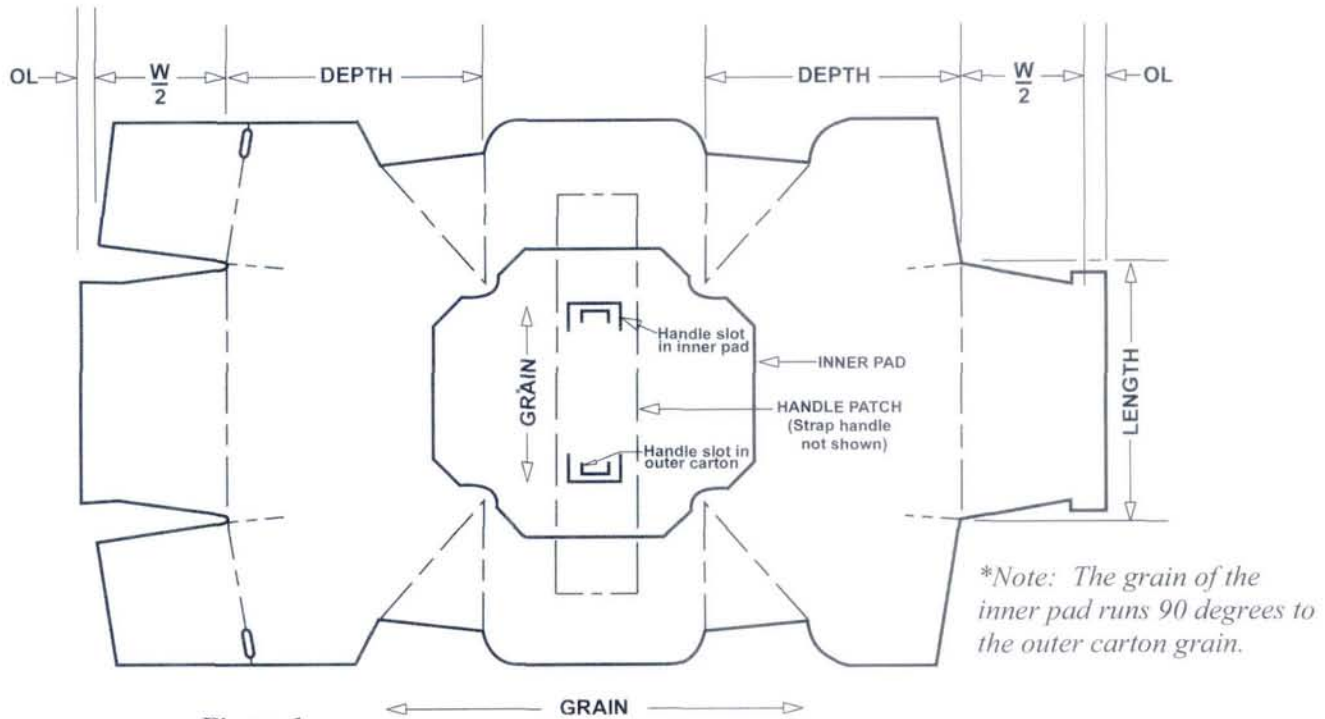 OL
W
2
DEPTH
DEPTH
W
2
OL
Handle slot
in inner pad
GRAIN
INNER PAD
HANDLE PATCH
(Strap handle
not shown)
LENGTH
Handle slot in
outer carton
*Note: The grain of the
inner pad runs 90 degrees to
the outer carton grain.
GRAIN